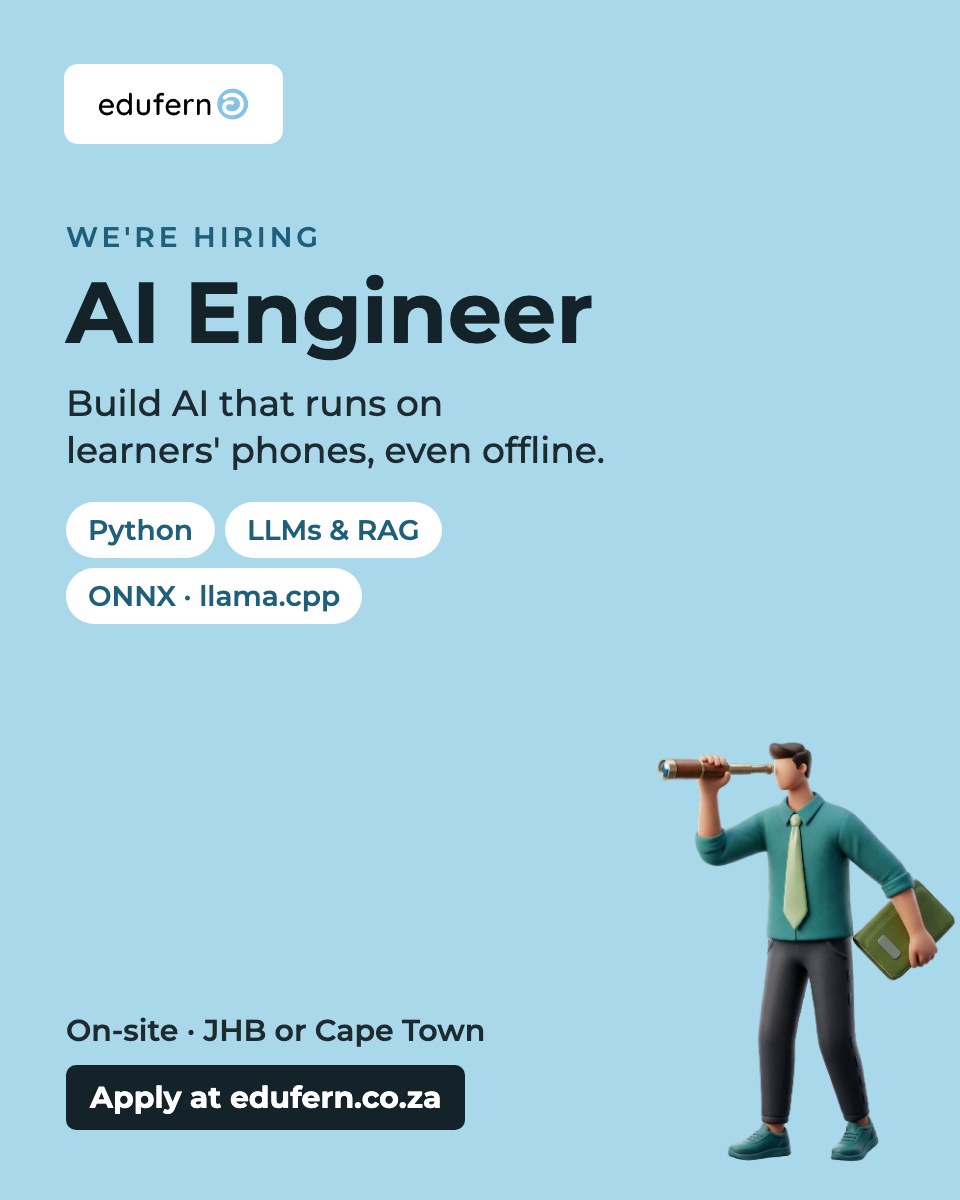 edufern
WE'RE HIRING
AI Engineer
Build AI that runs on
learners' phones, even offline.
Python
LLMs & RAG
ONNX · llama.cpp
On-site · JHB or Cape Town
Apply at edufern.co.za